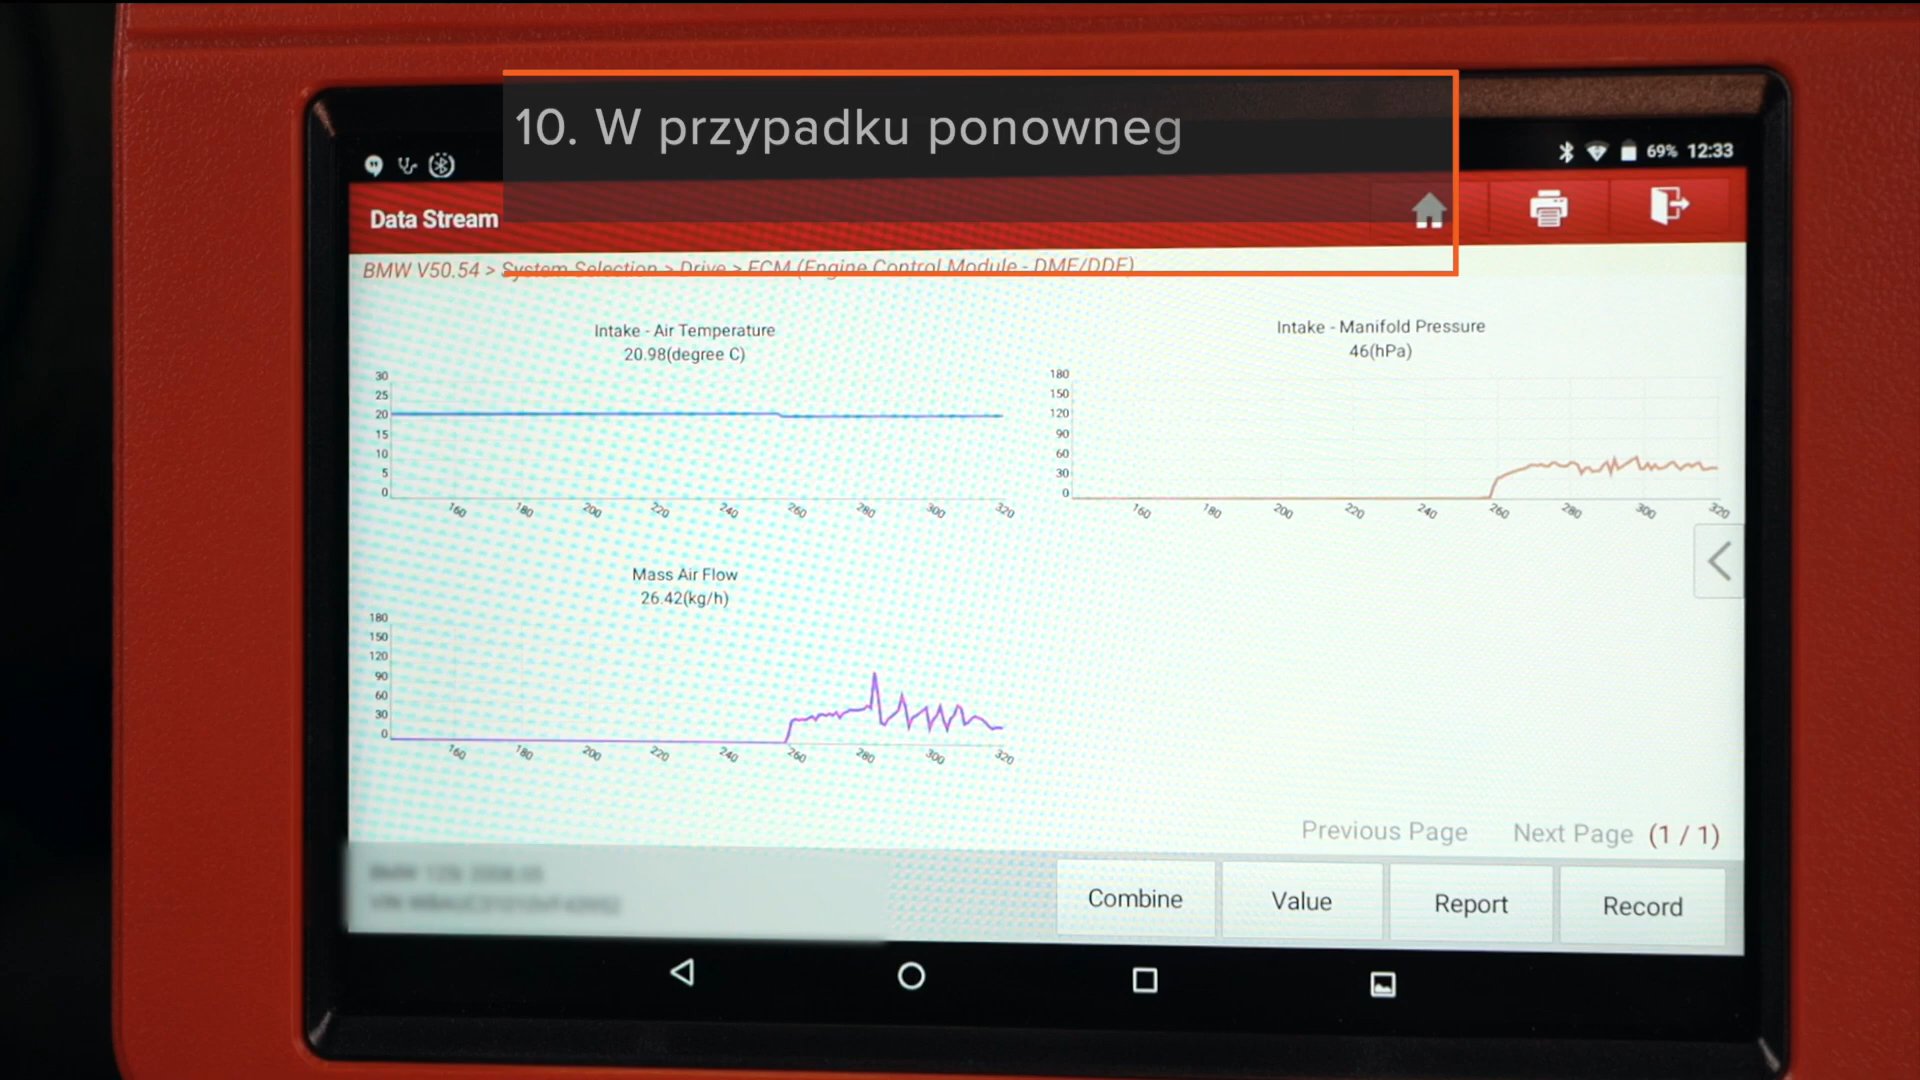 10. W przypadku ponowneg
69% 12:33
Data Stream
BMW V50.54 > System Selection > Drive > ECM (Engine Control Module - DME/DDE)
Intake - Air Temperature
20.98(degree C)
30
25
20
15
10
5
0
160 180 200 220 240 260 280 300 320
Intake - Manifold Pressure
46(hPa)
180
150
120
90
60
30
0
160 180 200 220 240 260 280 300 320
Mass Air Flow
26.42(kg/h)
180
150
120
90
60
30
0
160 180 200 220 240 260 280 300 320
Previous Page Next Page (1 / 1)
Combine Value Report Record